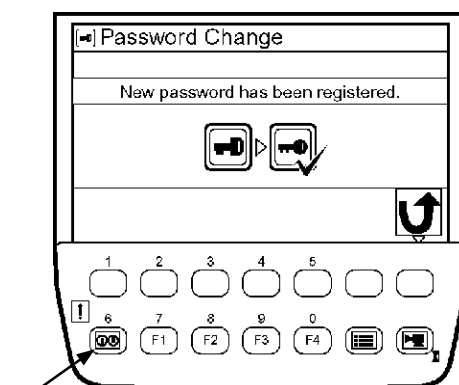 Password Change
New password has been registered.
1 2 3 4 5
6 7 8 9 0
F1 F2 F3 F4